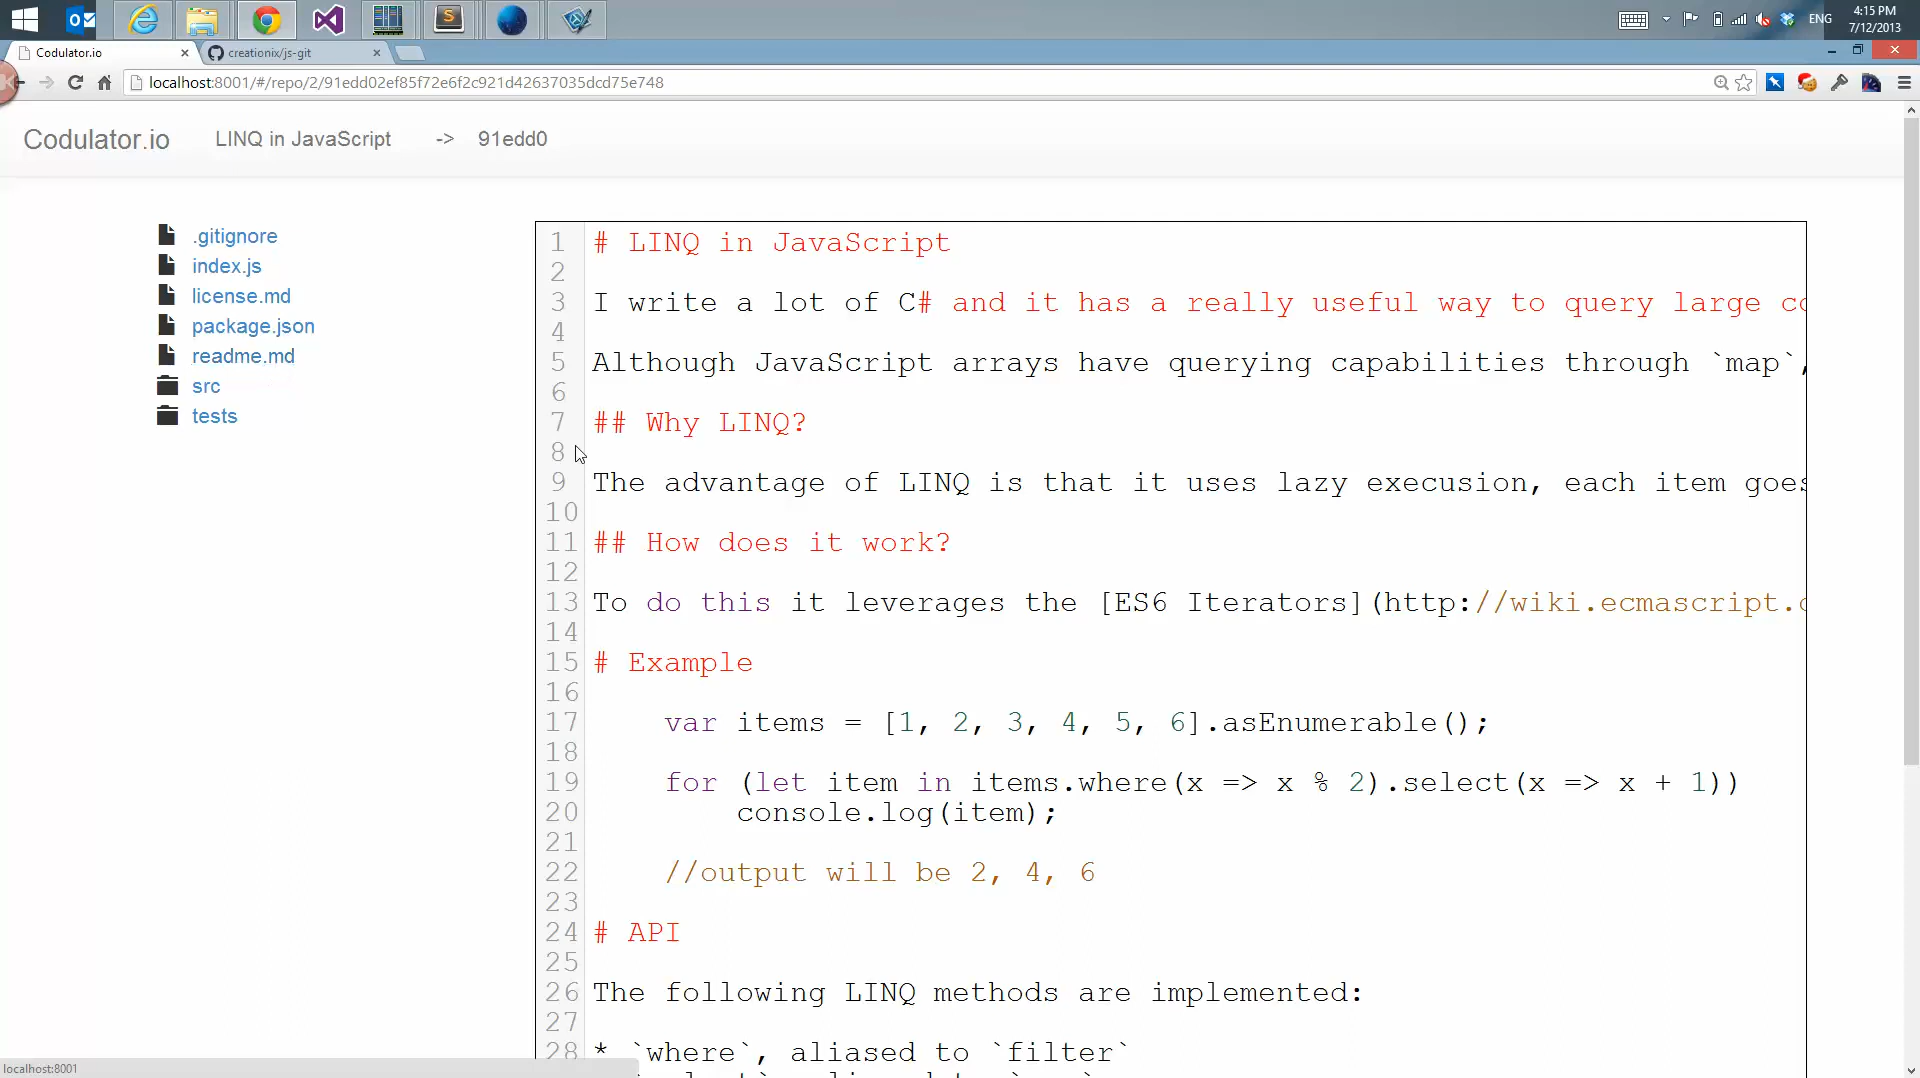 ENG
4:15 PM
7/12/2013
Codulator.io
creationix/js-git
localhost:8001/#/repo/2/91edd02ef85f72e6f2c921d42637035dcd75e748
Codulator.io LINQ in JavaScript -> 91edd0
.gitignore
index.js
license.md
package.json
readme.md
src
tests
1 # LINQ in JavaScript
2
3 I write a lot of C# and it has a really useful way to query large co
4
5 Although JavaScript arrays have querying capabilities through `map`,
6
7 ## Why LINQ?
8
9 The advantage of LINQ is that it uses lazy execusion, each item goes
10
11 ## How does it work?
12
13 To do this it leverages the [ES6 Iterators](http://wiki.ecmascript.o
14
15 # Example
16
17 var items = [1, 2, 3, 4, 5, 6].asEnumerable();
18
19 for (let item in items.where(x => x % 2).select(x => x + 1))
20 console.log(item);
21
22 //output will be 2, 4, 6
23
24 # API
25
26 The following LINQ methods are implemented:
27
28 * `where`, aliased to `filter`
localhost:8001